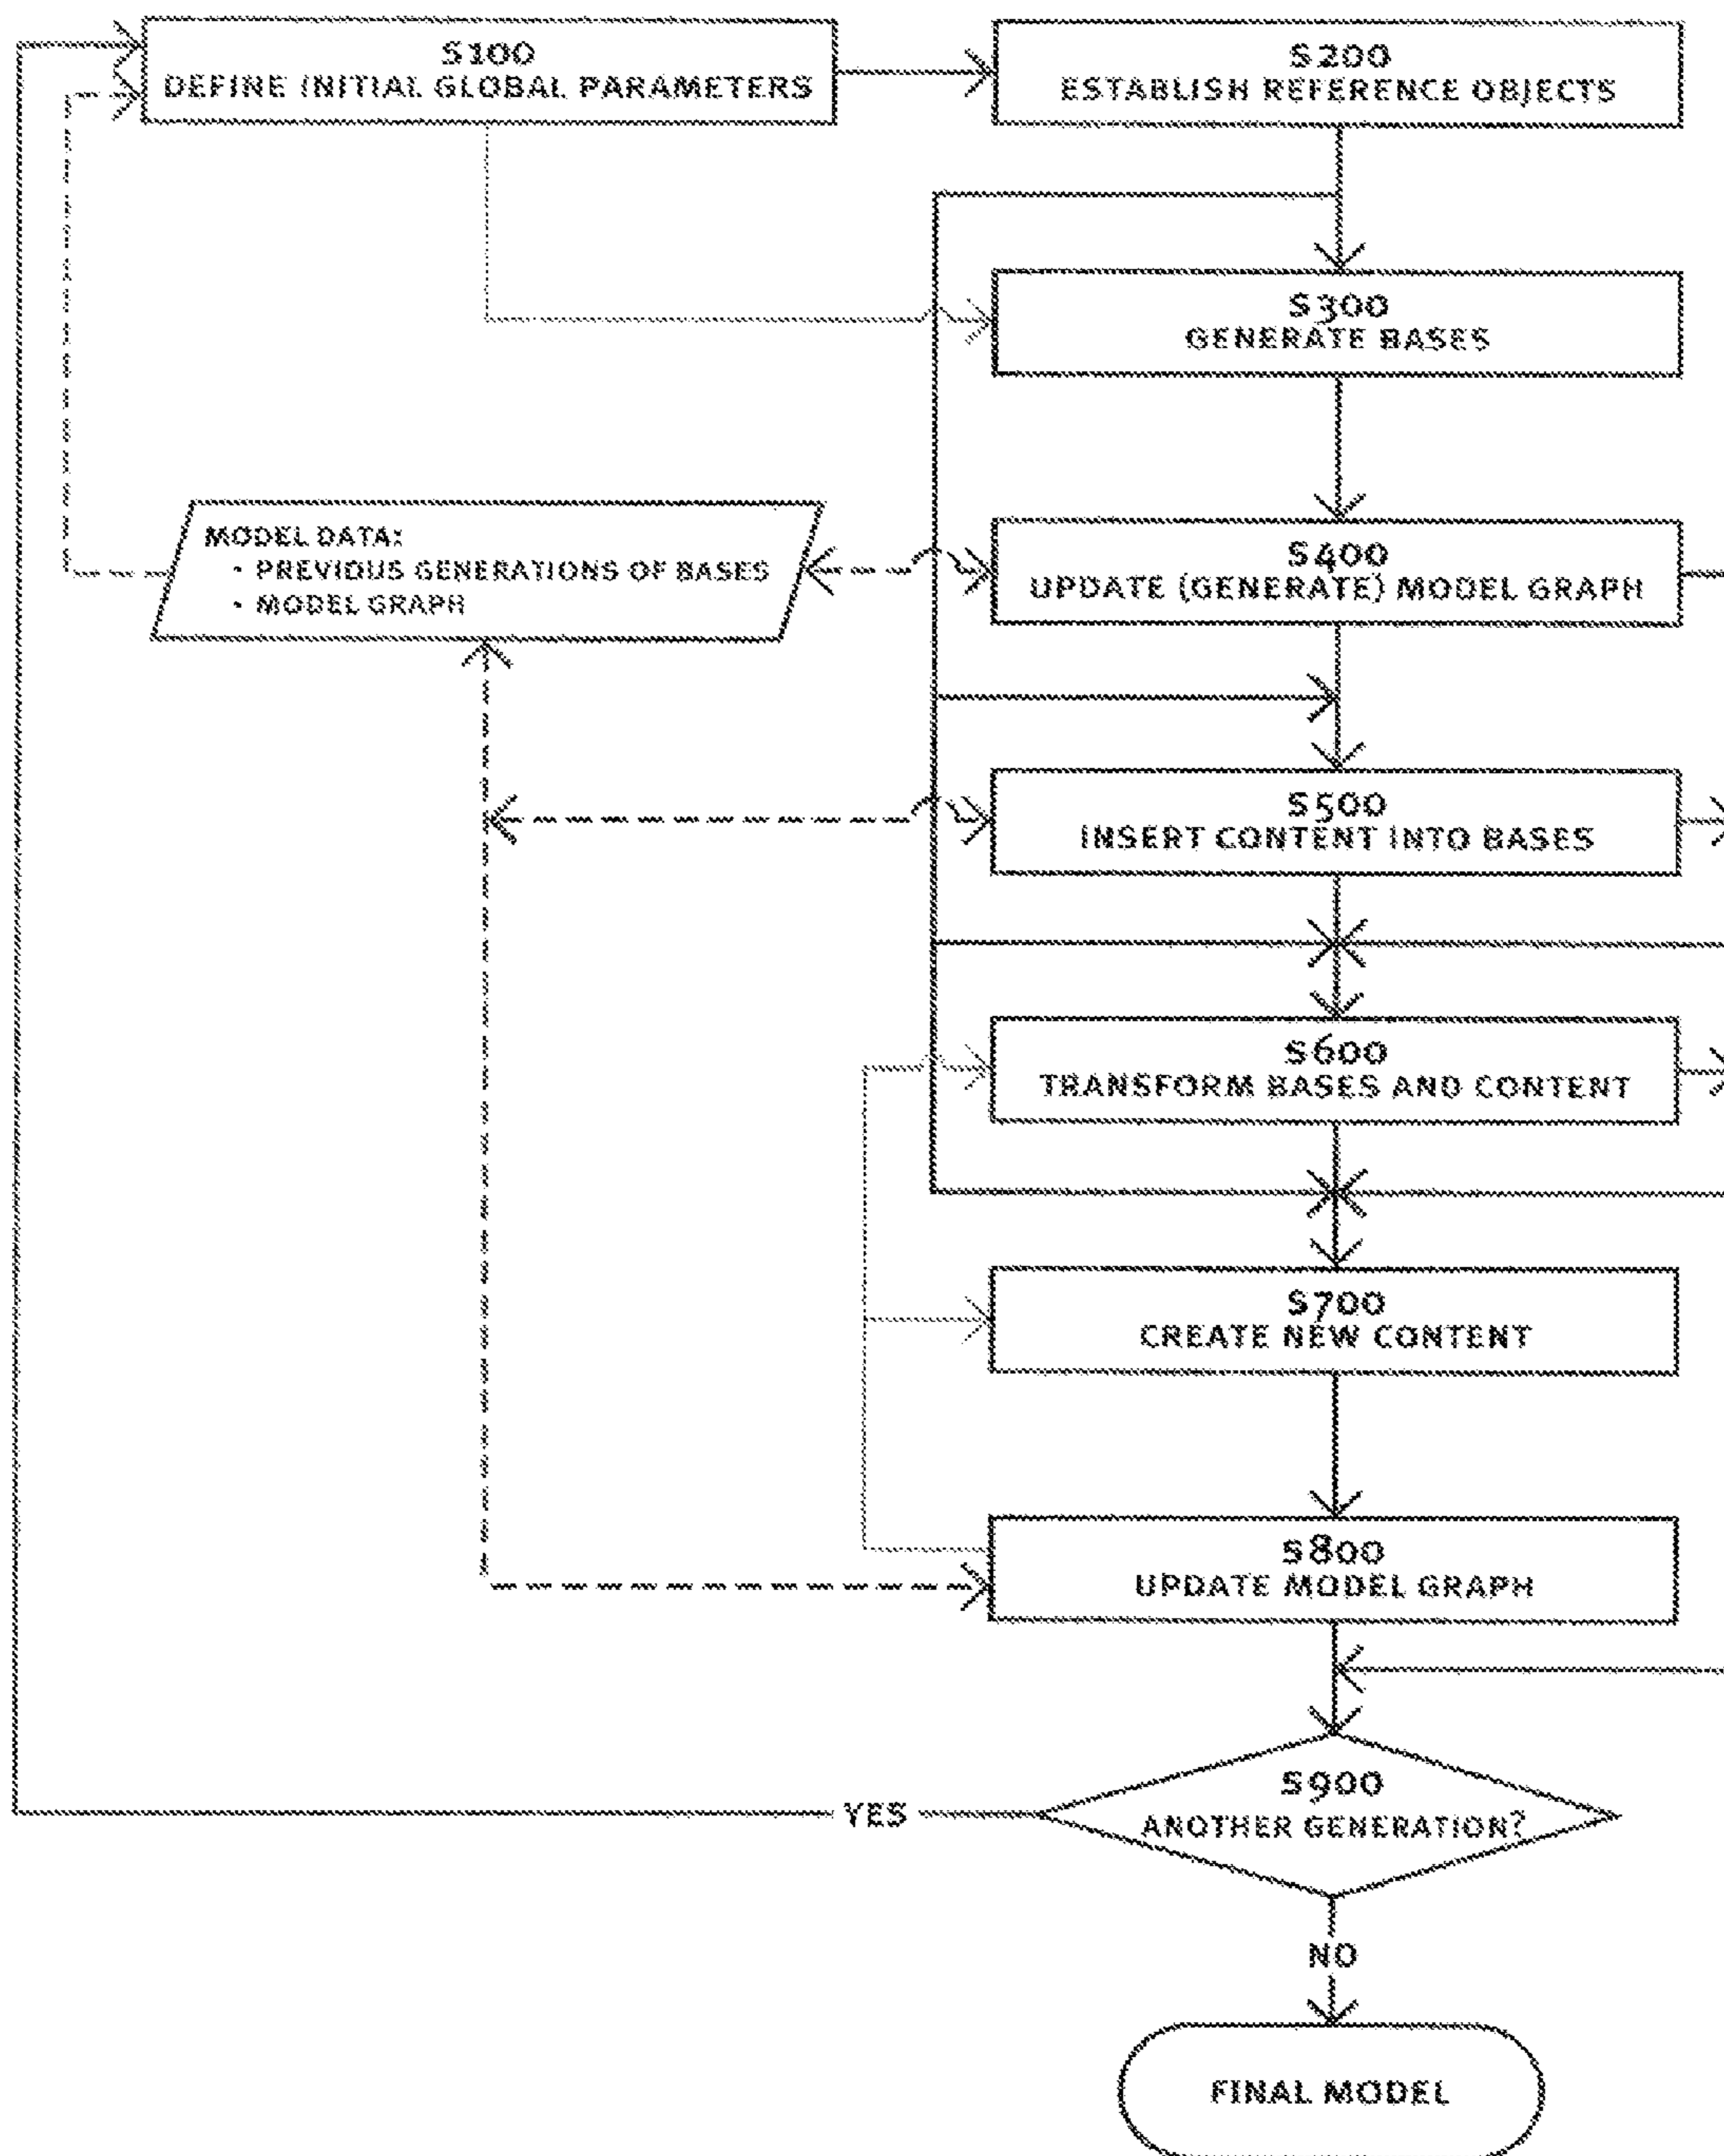 S100
DEFINE INITIAL GLOBAL PARAMETERS
S200
ESTABLISH REFERENCE OBJECTS
S300
GENERATE BASES
MODEL DATA:
• PREVIOUS GENERATIONS OF BASES
• MODEL GRAPH
S400
UPDATE (GENERATE) MODEL GRAPH
S500
INSERT CONTENT INTO BASES
S600
TRANSFORM BASES AND CONTENT
S700
CREATE NEW CONTENT
S800
UPDATE MODEL GRAPH
S900
ANOTHER GENERATION?
YES
NO
FINAL MODEL